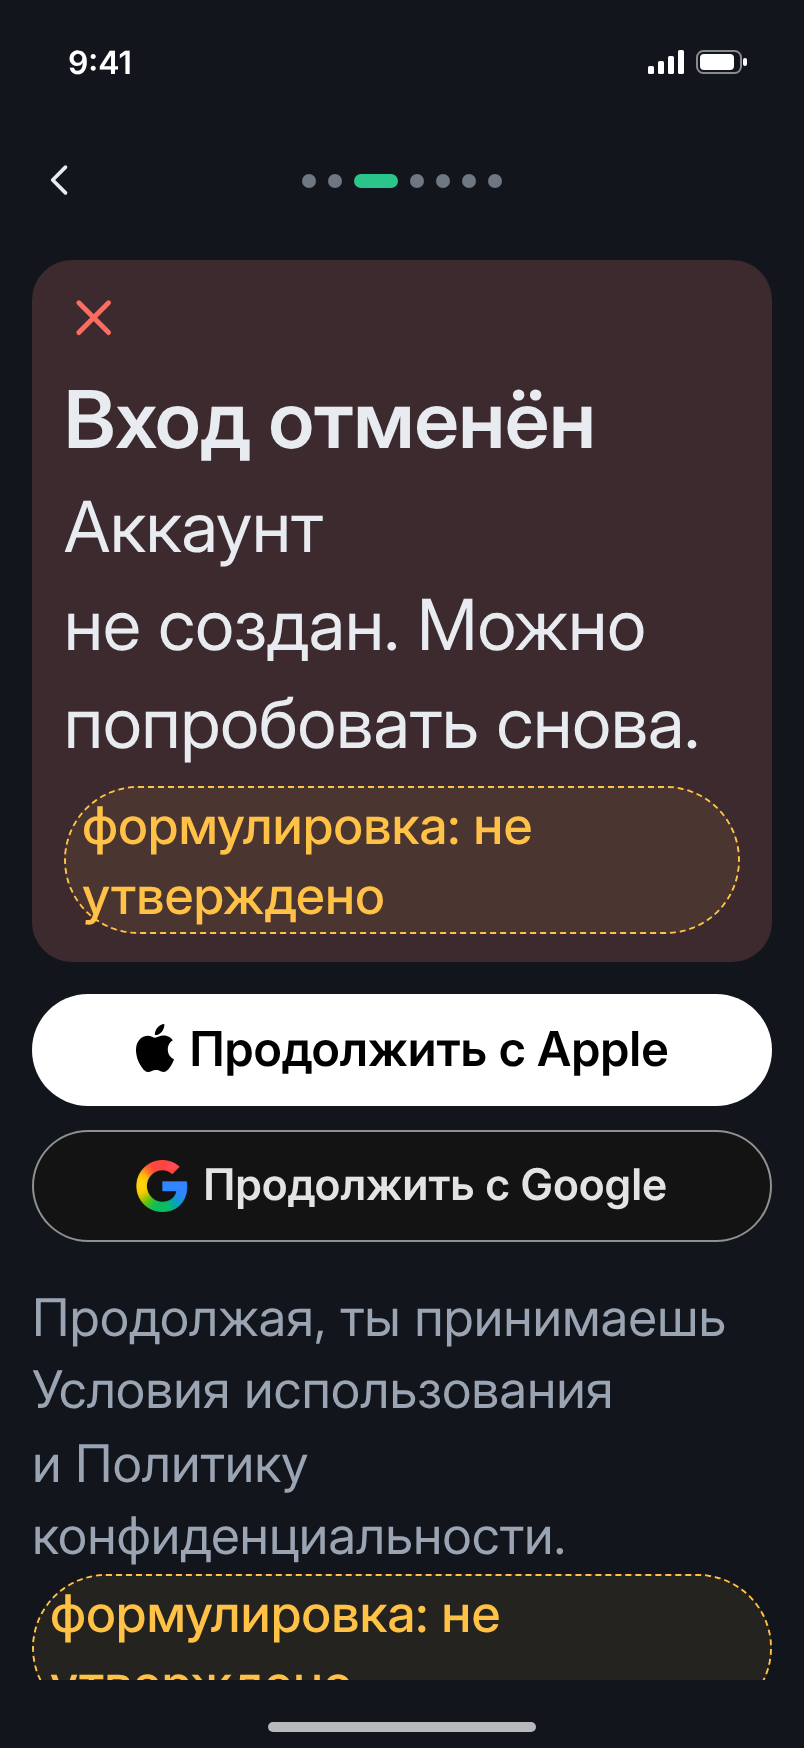 9:41
Вход отменён
Аккаунт
не создан. Можно
попробовать снова.
формулировка: не
утверждено
Продолжить с Apple
Продолжить с Google
Продолжая, ты принимаешь
Условия использования
и Политику
конфиденциальности.
формулировка: не